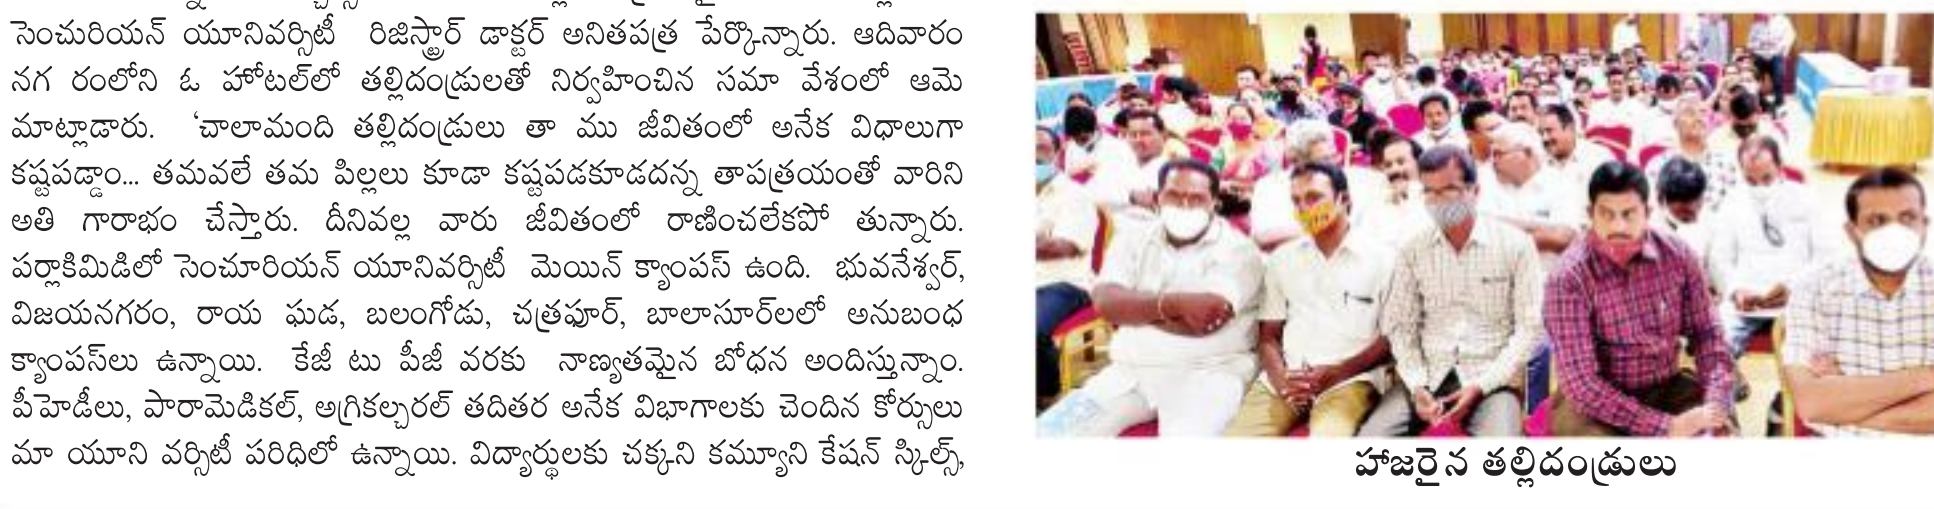 సెంచురియన్ యూనివర్సిటీ రిజిస్ట్రార్ డాక్టర్ అనితపత్ర పేర్కొన్నారు. ఆదివారం
నగ రంలోని ఓ హోటల్‌లో తల్లిదండ్రులతో నిర్వహించిన సమా వేశంలో ఆమె
మాట్లాడారు. ‘చాలామంది తల్లిదండ్రులు తా ము జీవితంలో అనేక విధాలుగా
కష్టపడ్డాం... తమవలే తమ పిల్లలు కూడా కష్టపడకూడదన్న తాపత్రయంతో వారిని
అతి గారాభం చేస్తారు. దీనివల్ల వారు జీవితంలో రాణించలేకపో తున్నారు.
పర్లాకిమిడిలో సెంచూరియన్ యూనివర్సిటీ మెయిన్ క్యాంపస్ ఉంది. భువనేశ్వర్,
విజయనగరం, రాయ ఘడ, బలంగోడు, చత్రపూర్, బాలాసూర్‌లలో అనుబంధ
క్యాంపస్‌లు ఉన్నాయి. కేజీ టు పీజీ వరకు నాణ్యతమైన బోధన అందిస్తున్నాం.
పీహెడీలు, పారామెడికల్, అగ్రికల్చరల్ తదితర అనేక విభాగాలకు చెందిన కోర్సులు
మా యూని వర్సిటీ పరిధిలో ఉన్నాయి. విద్యార్థులకు చక్కని కమ్యూని కేషన్ స్కిల్స్,
హాజరైన తల్లిదండ్రులు